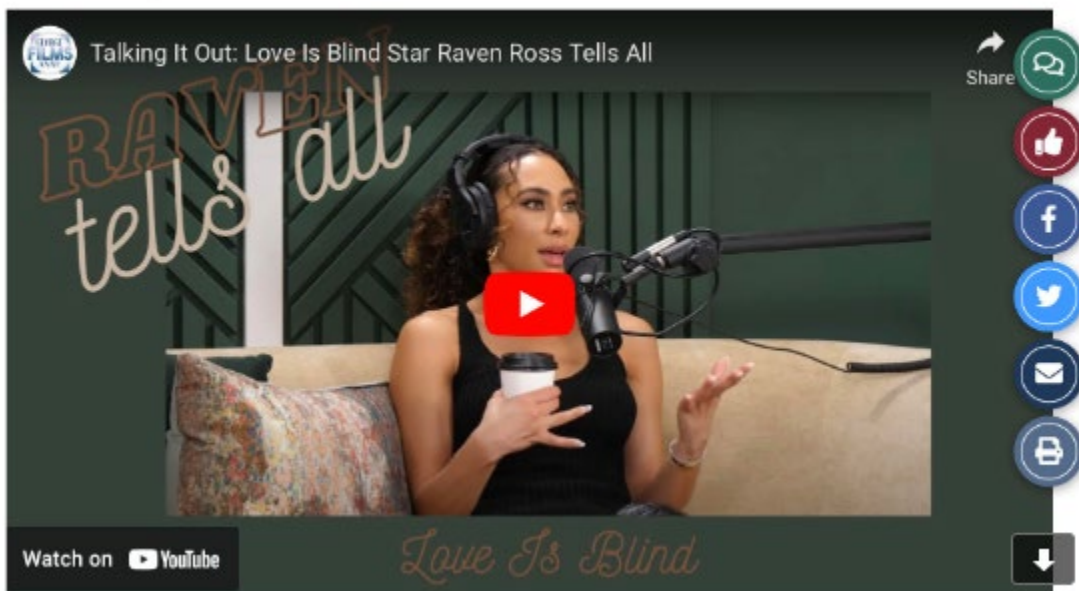 FILMS
Talking It Out: Love Is Blind Star Raven Ross Tells All
Share
RAVEN
tells all
Love Is Blind
Watch on YouTube